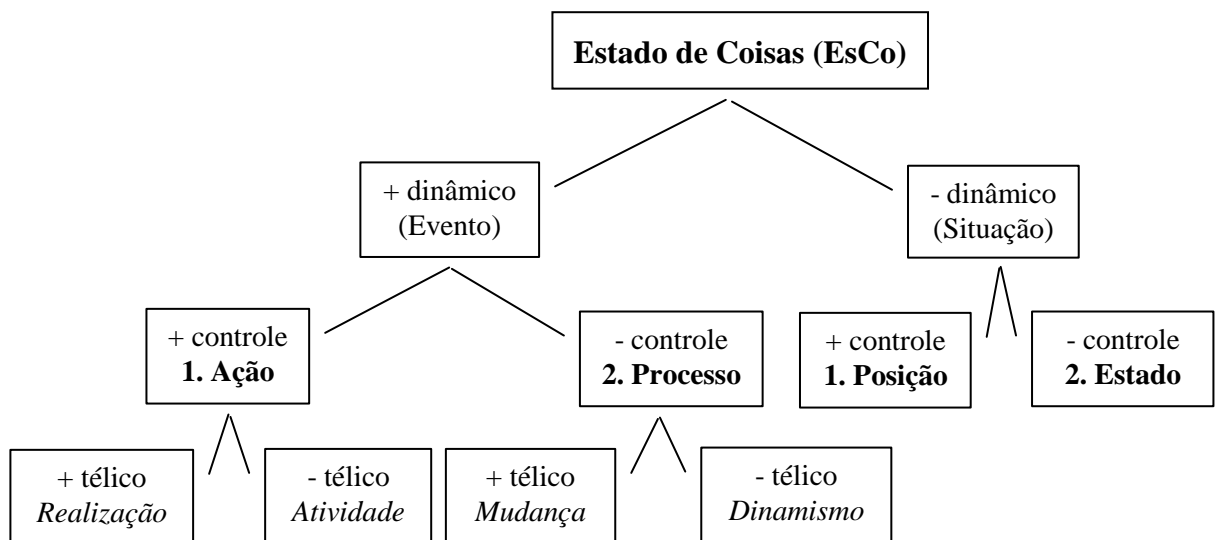 Estado de Coisas (EsCo)
+ dinâmico
(Evento)
- dinâmico
(Situação)
+ controle
1. Ação
- controle
2. Processo
+ controle
1. Posição
- controle
2. Estado
+ télico
Realização
- télico
Atividade
+ télico
Mudança
- télico
Dinamismo